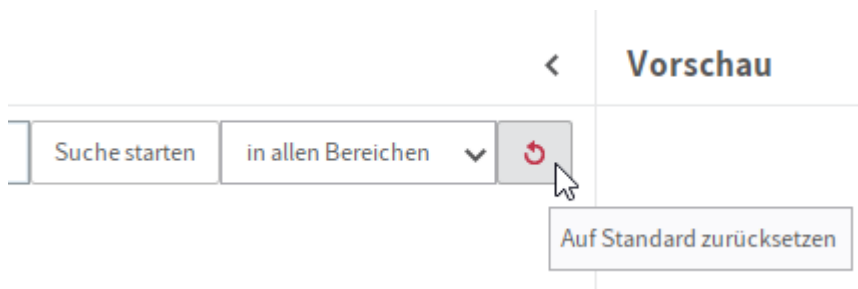 Vorschau
Suche starten
in allen Bereichen
Auf Standard zurücksetzen